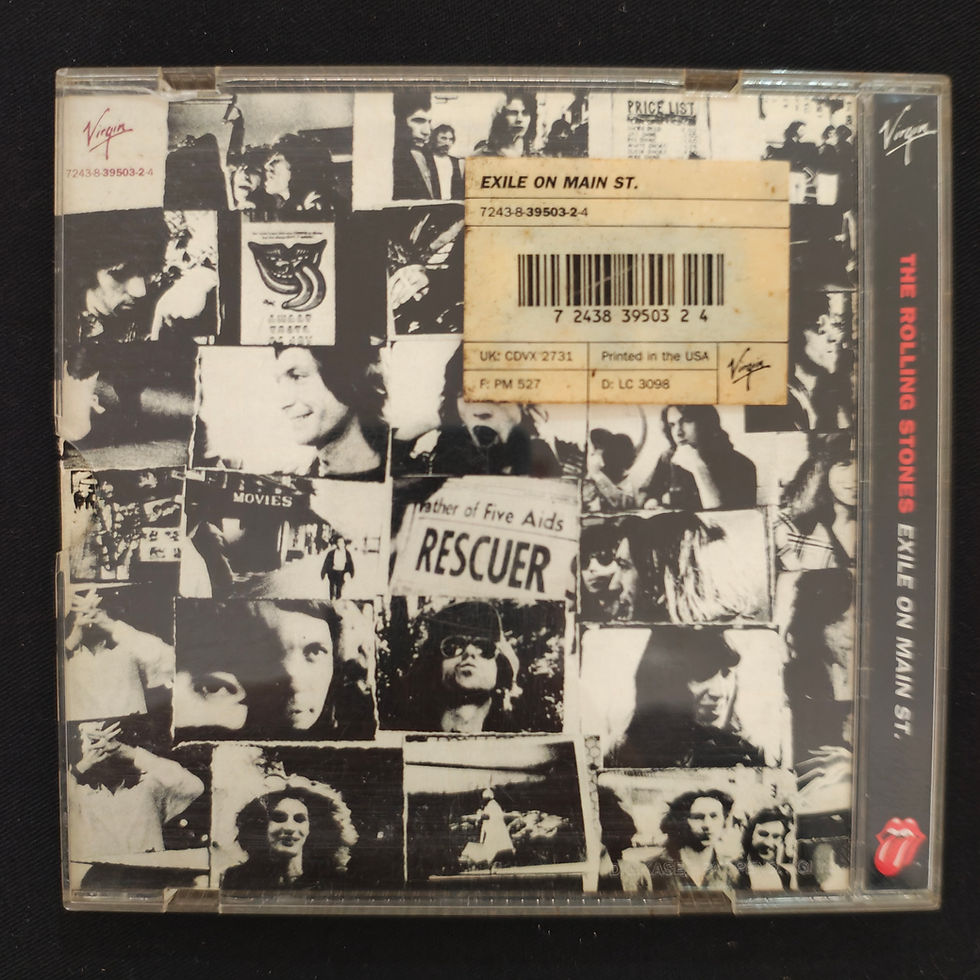 Virgin
7243-8-39503-2-4
PRICE LIST
EXILE ON MAIN ST.
7243-8-39503-2-4
7 2438 39503 2 4
UK: CDVX 2731
Printed in the USA
F: PM 527
D: LC 3098
Virgin
MOVIES
father of Five Aids
RESCUER
Virgin
THE ROLLING STONES EXILE ON MAIN ST.